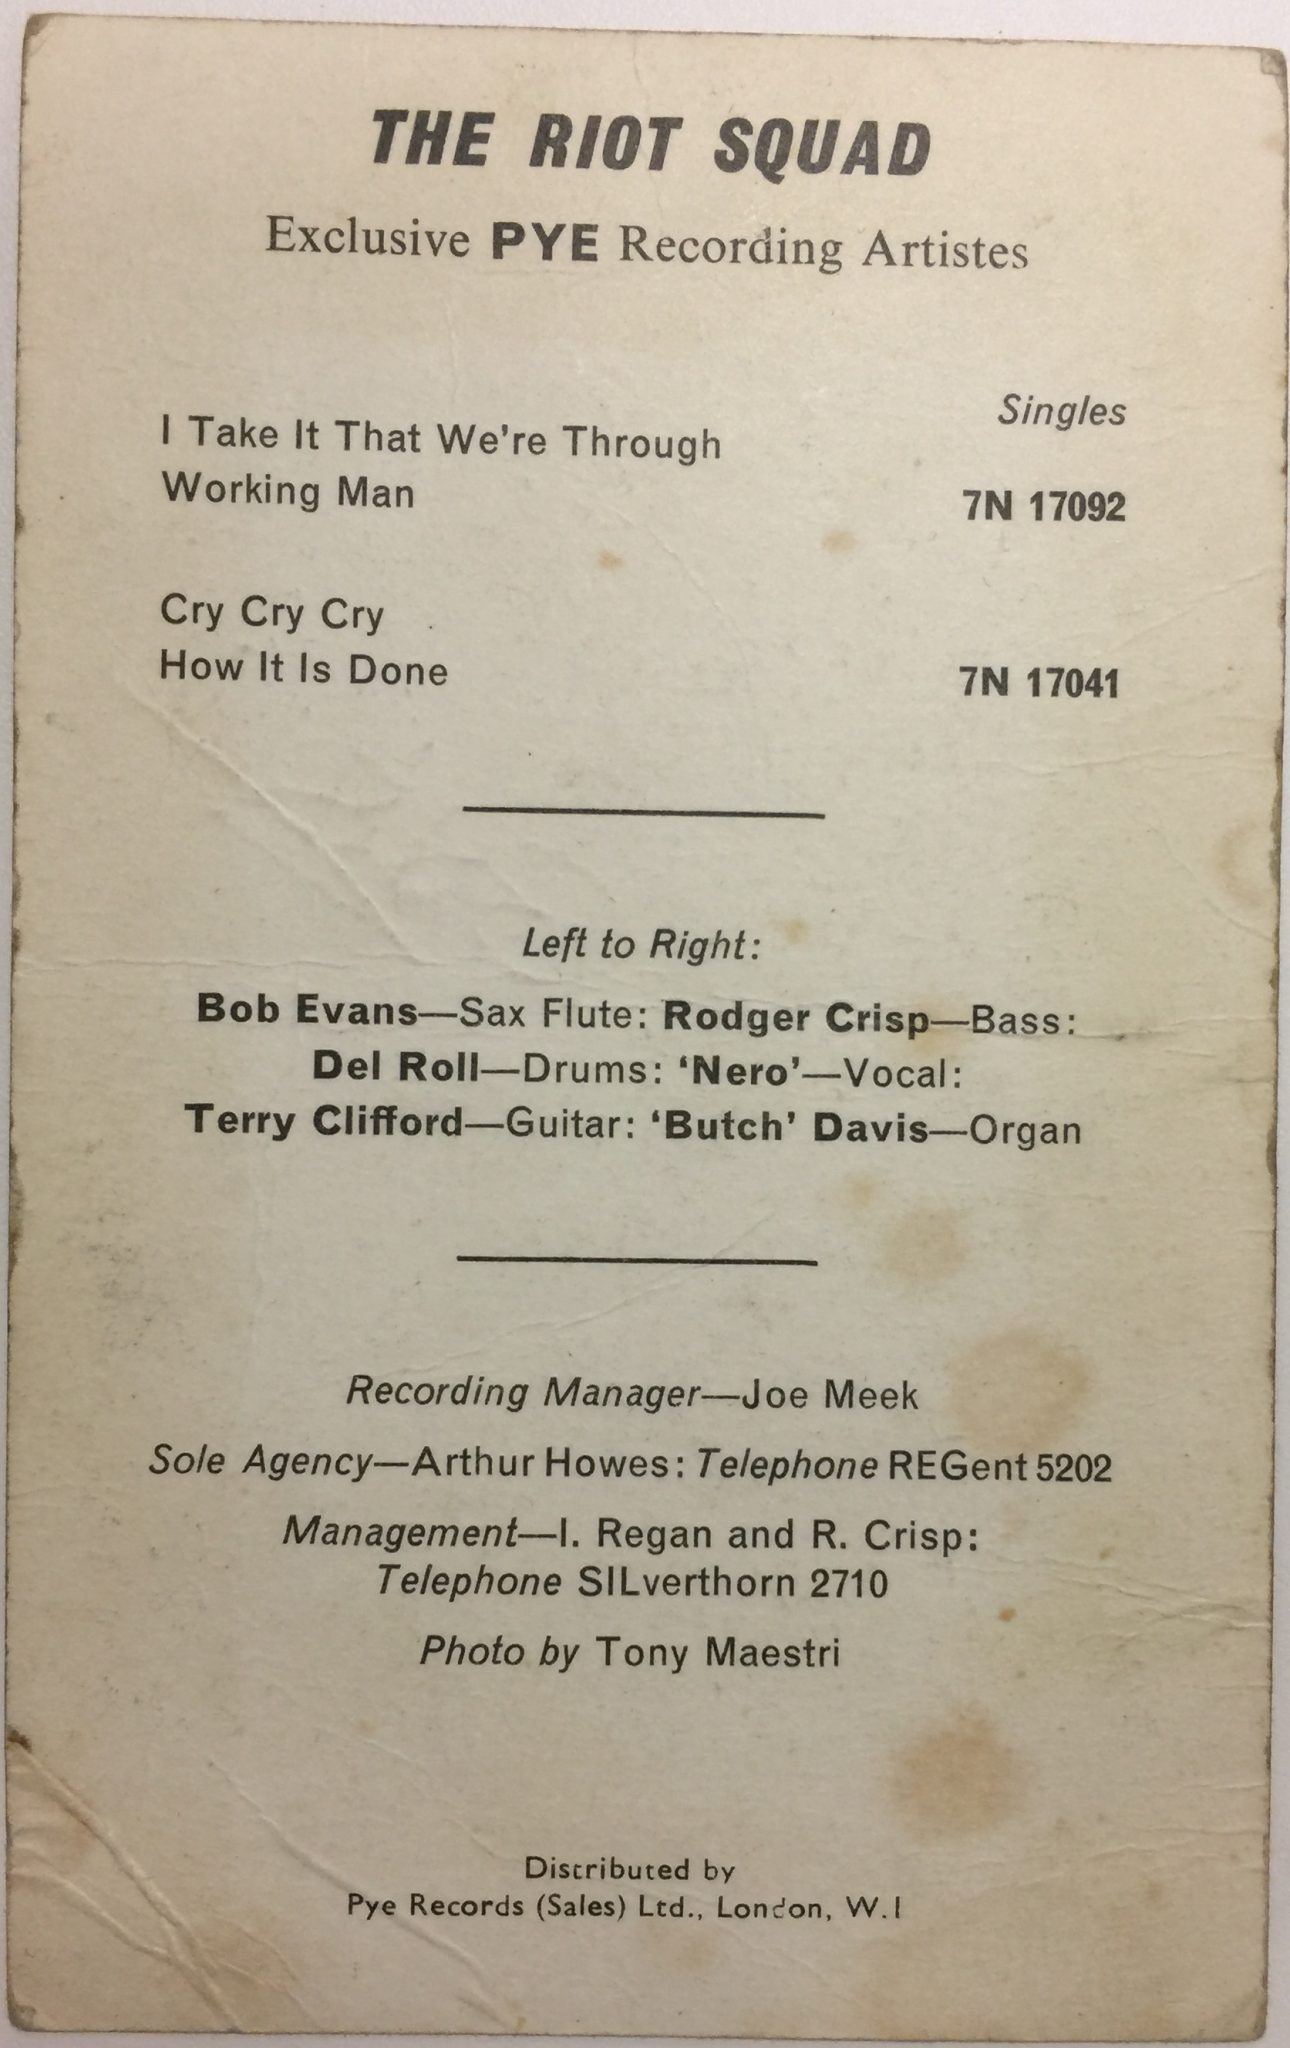 THE RIOT SQUAD
Exclusive PYE Recording Artistes
Singles
I Take It That We're Through
Working Man 7N 17092
Cry Cry Cry
How It Is Done 7N 17041
Left to Right:
Bob Evans—Sax Flute: Rodger Crisp—Bass:
Del Roll—Drums: ‘Nero’—Vocal:
Terry Clifford—Guitar: ‘Butch’ Davis—Organ
Recording Manager—Joe Meek
Sole Agency—Arthur Howes: Telephone REGent 5202
Management—I. Regan and R. Crisp:
Telephone SILverthorn 2710
Photo by Tony Maestri
Distributed by
Pye Records (Sales) Ltd., London, W.I